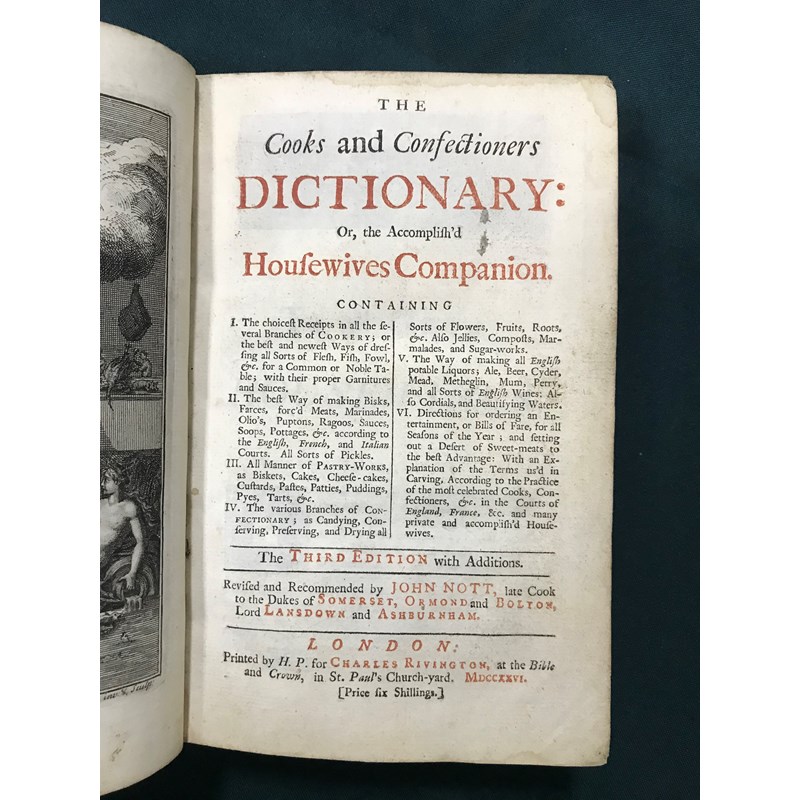 THE
Cooks and Confectioners
DICTIONARY:
Or, the Accompliſh'd
Houſewives Companion.
CONTAINING
I. The choiceſt Receipts in all the ſe-
veral Branches of COOKERY; or
the beſt and neweſt Ways of dreſ-
ſing all Sorts of Fleſh, Fiſh, Fowl,
&c. for a Common or Noble Ta-
ble; with their proper Garnitures
and Sauces.
II. The beſt Way of making Bisks,
Farces, forc'd Meats, Marinades,
Olio's, Puptons, Ragoos, Sauces,
Soops, Pottages, &c. according to
the Engliſh, French, and Italian
Courts. All Sorts of Pickles.
III. All Manner of PASTRY-WORKS,
as Biskets, Cakes, Cheeſe-cakes,
Cuſtards, Paſtes, Patties, Puddings,
Pyes, Tarts, &c.
IV. The various Branches of CON-
FECTIONARY; as Candying, Con-
ſerving, Preſerving, and Drying all
Sorts of Flowers, Fruits, Roots,
&c. Alſo Jellies, Compoſts, Mar-
malades, and Sugar-works.
V. The Way of making all Engliſh
potable Liquors; Ale, Beer, Cyder,
Mead, Metheglin, Mum, Perry,
and all Sorts of Engliſh Wines: Al-
ſo Cordials, and Beautifying Waters.
VI. Directions for ordering an En-
tertainment, or Bills of Fare, for all
Seaſons of the Year; and ſetting
out a Deſert of Sweet-meats to
the beſt Advantage: With an Ex-
planation of the Terms us'd in
Carving. According to the Practice
of the moſt celebrated Cooks, Con-
fectioners, &c. in the Courts of
England, France, &c. and many
private and accompliſh'd Houſe-
wives.
The THIRD EDITION with Additions.
Reviſed and Recommended by JOHN NOTT, late Cook
to the Dukes of SOMERSET, ORMOND and BOLTON,
Lord LANSDOWN and ASHBURNHAM.
LONDON:
Printed by H. P. for CHARLES RIVINGTON, at the Bible
and Crown, in St. Paul's Church-yard. MDCCXXVI.
[Price ſix Shillings.]